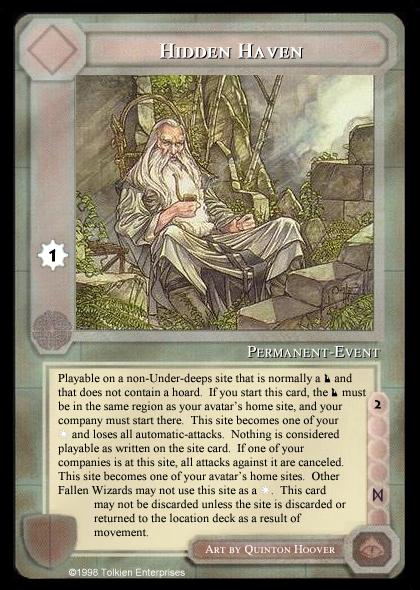 HIDDEN HAVEN
1
PERMANENT-EVENT
Playable on a non-Under-deeps site that is normally a and
that does not contain a hoard. If you start this card, the must
be in the same region as your avatar's home site, and your
company must start there. This site becomes one of your
and loses all automatic-attacks. Nothing is considered
playable as written on the site card. If one of your
companies is at this site, all attacks against it are canceled.
This site becomes one of your avatar's home sites. Other
Fallen Wizards may not use this site as a . This card
may not be discarded unless the site is discarded or
returned to the location deck as a result of
movement.
2
ART BY QUINTON HOOVER
©1998 Tolkien Enterprises